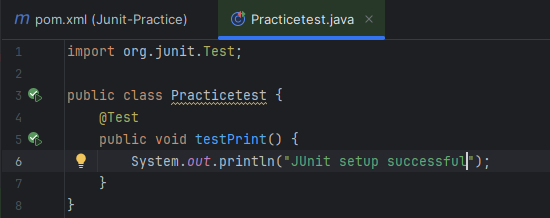 pom.xml (Junit-Practice)
Practicetest.java
1 import org.junit.Test;
2
3 public class Practicetest {
4 @Test
5 public void testPrint() {
6 System.out.println("JUnit setup successful");
7 }
8 }